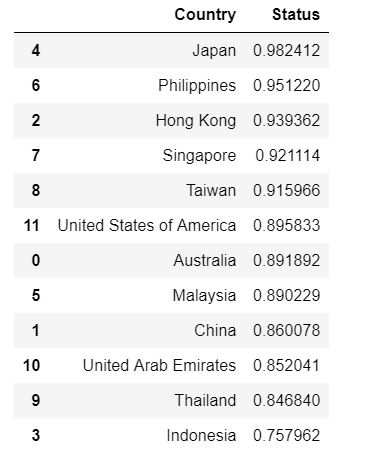 Country Status
4 Japan 0.982412
6 Philippines 0.951220
2 Hong Kong 0.939362
7 Singapore 0.921114
8 Taiwan 0.915966
11 United States of America 0.895833
0 Australia 0.891892
5 Malaysia 0.890229
1 China 0.860078
10 United Arab Emirates 0.852041
9 Thailand 0.846840
3 Indonesia 0.757962